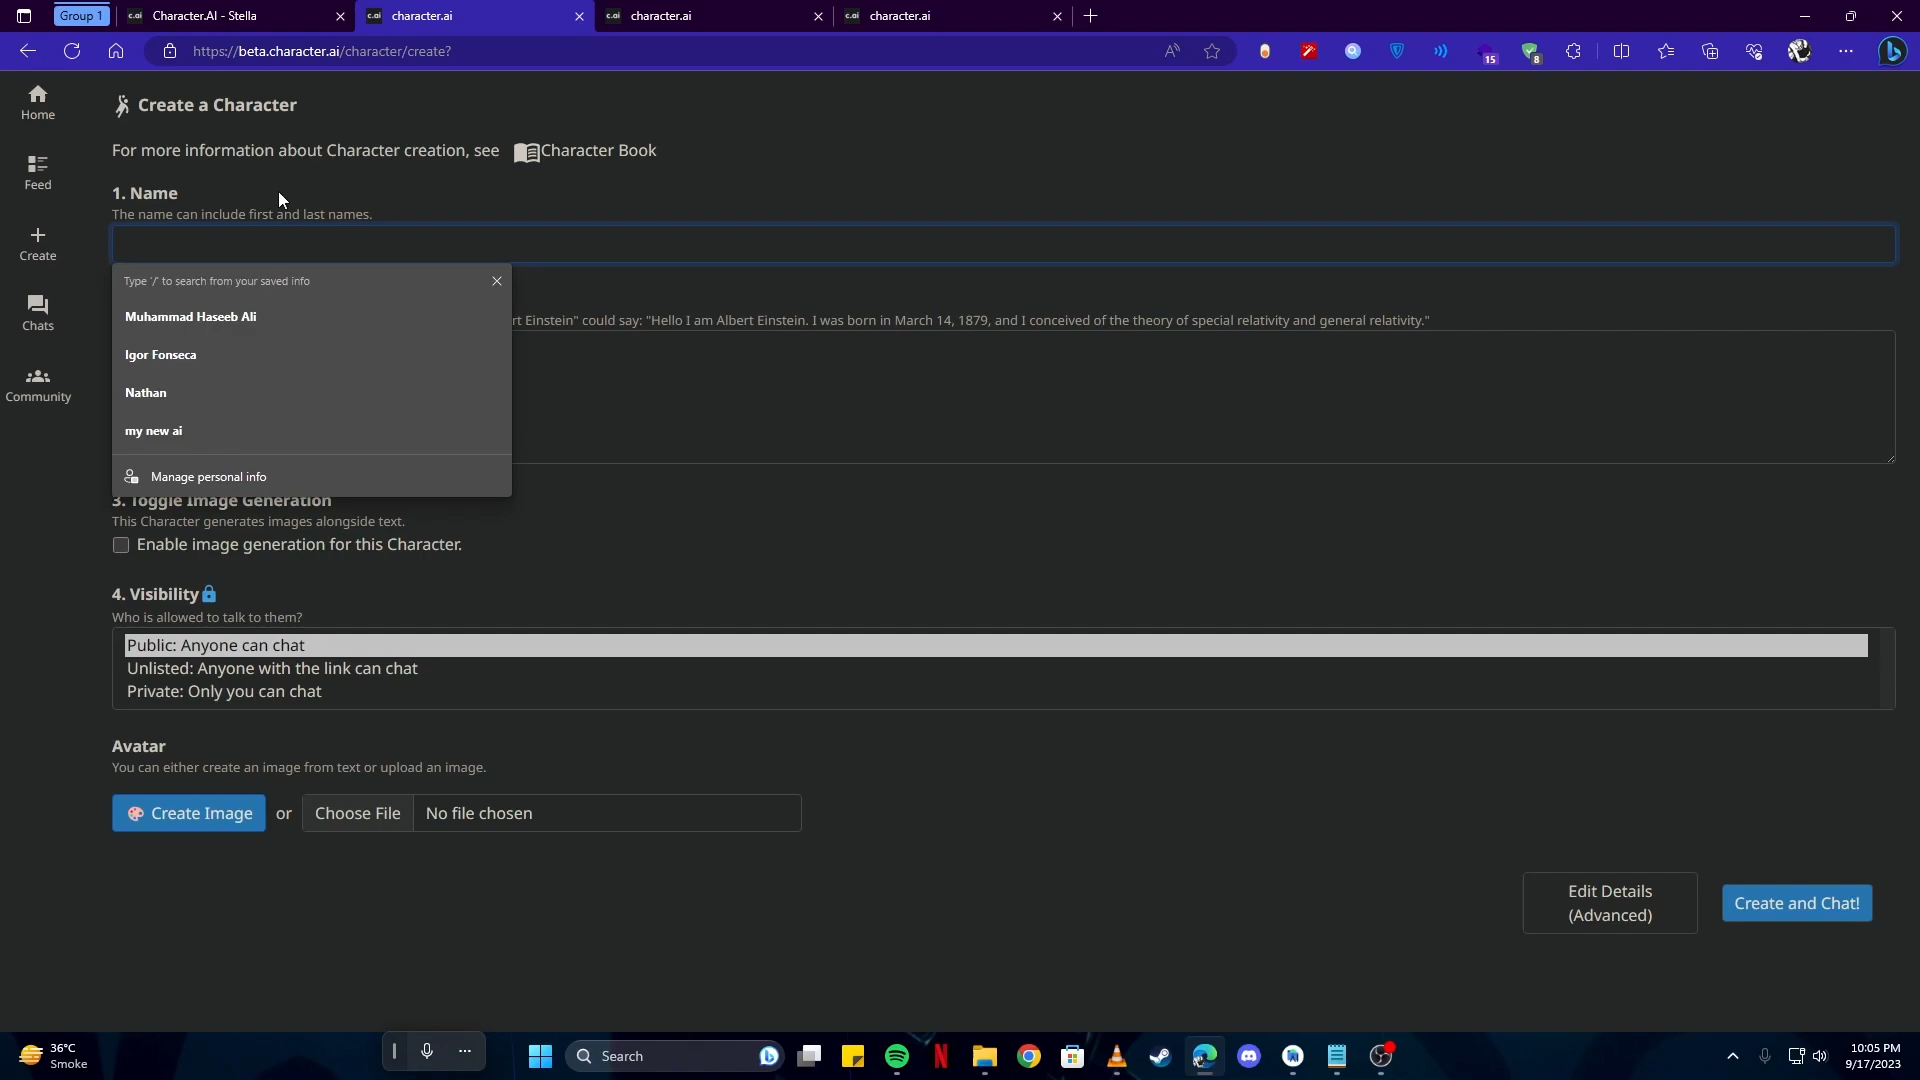 Group 1
c.ai Character.AI - Stella
c.ai character.ai
c.ai character.ai
c.ai character.ai
https://beta.character.ai/character/create?
15
8
Home
Feed
Create
Chats
Community
Create a Character
For more information about Character creation, see Character Book
1. Name
The name can include first and last names.
Type '/' to search from your saved info
Muhammad Haseeb Ali
Igor Fonseca
Nathan
my new ai
Manage personal info
rt Einstein" could say: "Hello I am Albert Einstein. I was born in March 14, 1879, and I conceived of the theory of special relativity and general relativity."
3. Toggle Image Generation
This Character generates images alongside text.
Enable image generation for this Character.
4. Visibility
Who is allowed to talk to them?
Public: Anyone can chat
Unlisted: Anyone with the link can chat
Private: Only you can chat
Avatar
You can either create an image from text or upload an image.
Create Image or Choose File No file chosen
Edit Details
(Advanced)
Create and Chat!
36°C
Smoke
Search
10:05 PM
9/17/2023